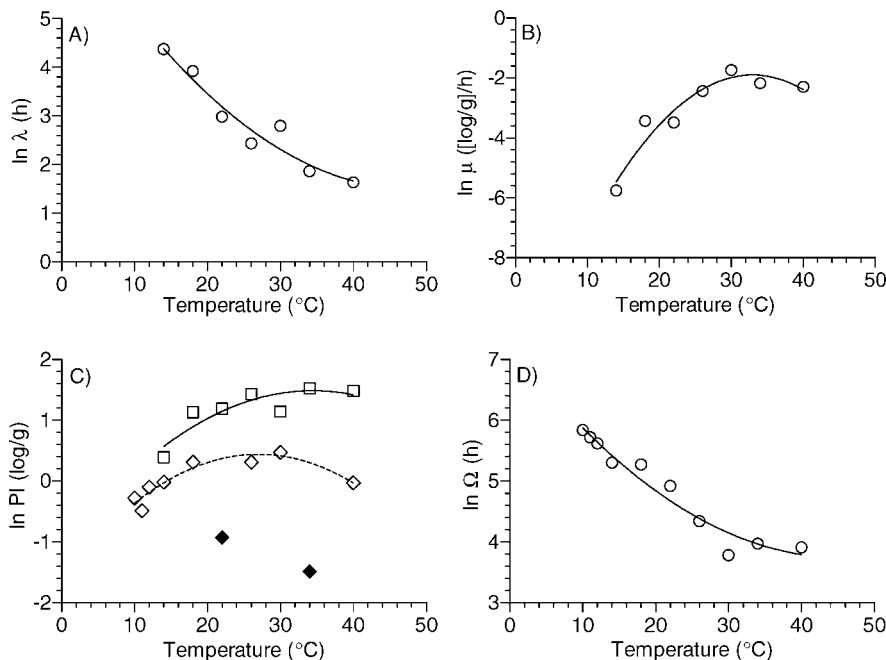 A)
ln λ (h)
5
4
3
2
1
0
0 10 20 30 40 50
Temperature (°C)
B)
ln μ ([log/g]/h)
0
-2
-4
-6
-8
0 10 20 30 40 50
Temperature (°C)
C)
ln PI (log/g)
2
1
0
-1
-2
0 10 20 30 40 50
Temperature (°C)
D)
ln Ω (h)
7
6
5
4
3
0 10 20 30 40 50
Temperature (°C)